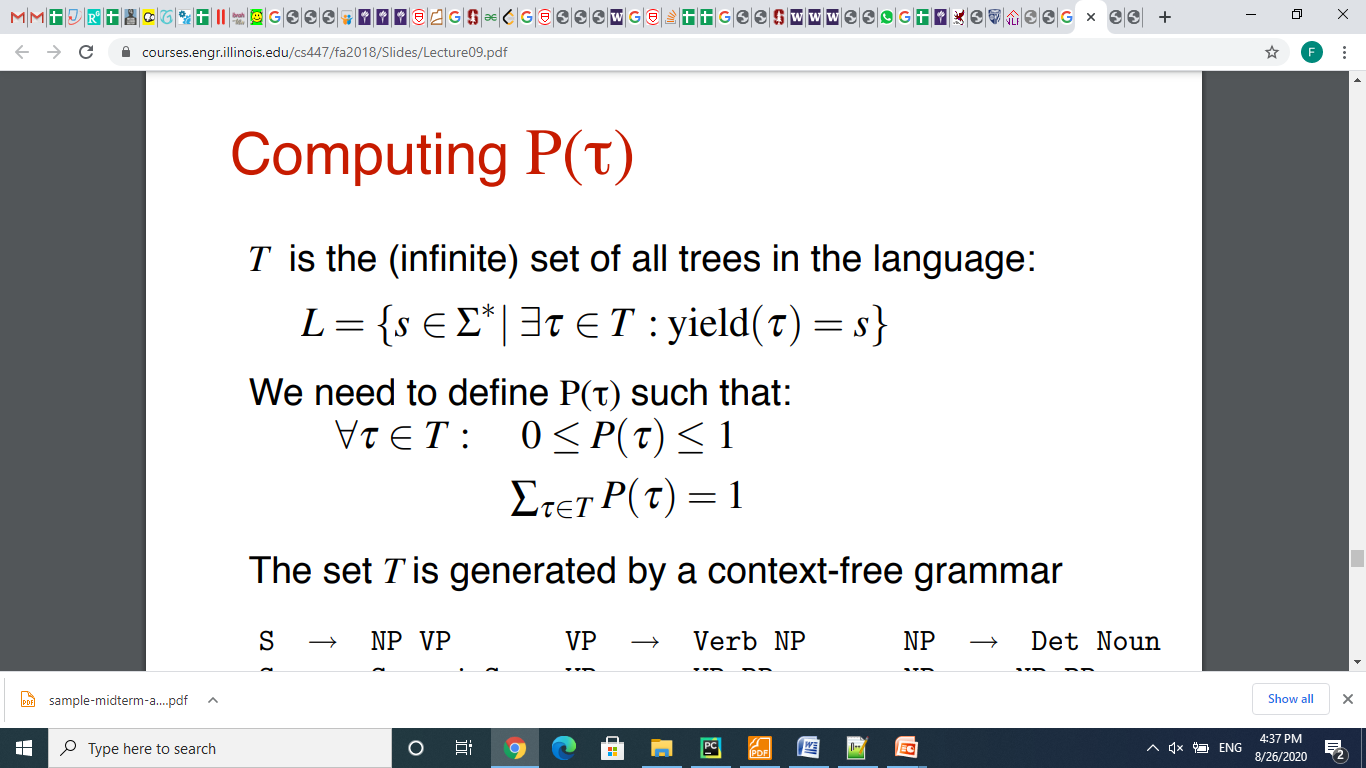 courses.engr.illinois.edu/cs447/fa2018/Slides/Lecture09.pdf
F
Computing P(τ)
T is the (infinite) set of all trees in the language:
L = {s ∈ Σ*| ∃τ ∈ T : yield(τ) = s}
We need to define P(τ) such that:
∀τ ∈ T : 0 ≤ P(τ) ≤ 1
∑τ∈T P(τ) = 1
The set T is generated by a context-free grammar
S → NP VP VP → Verb NP NP → Det Noun
sample-midterm-a....pdf
Show all
Type here to search
ENG
4:37 PM
8/26/2020
2